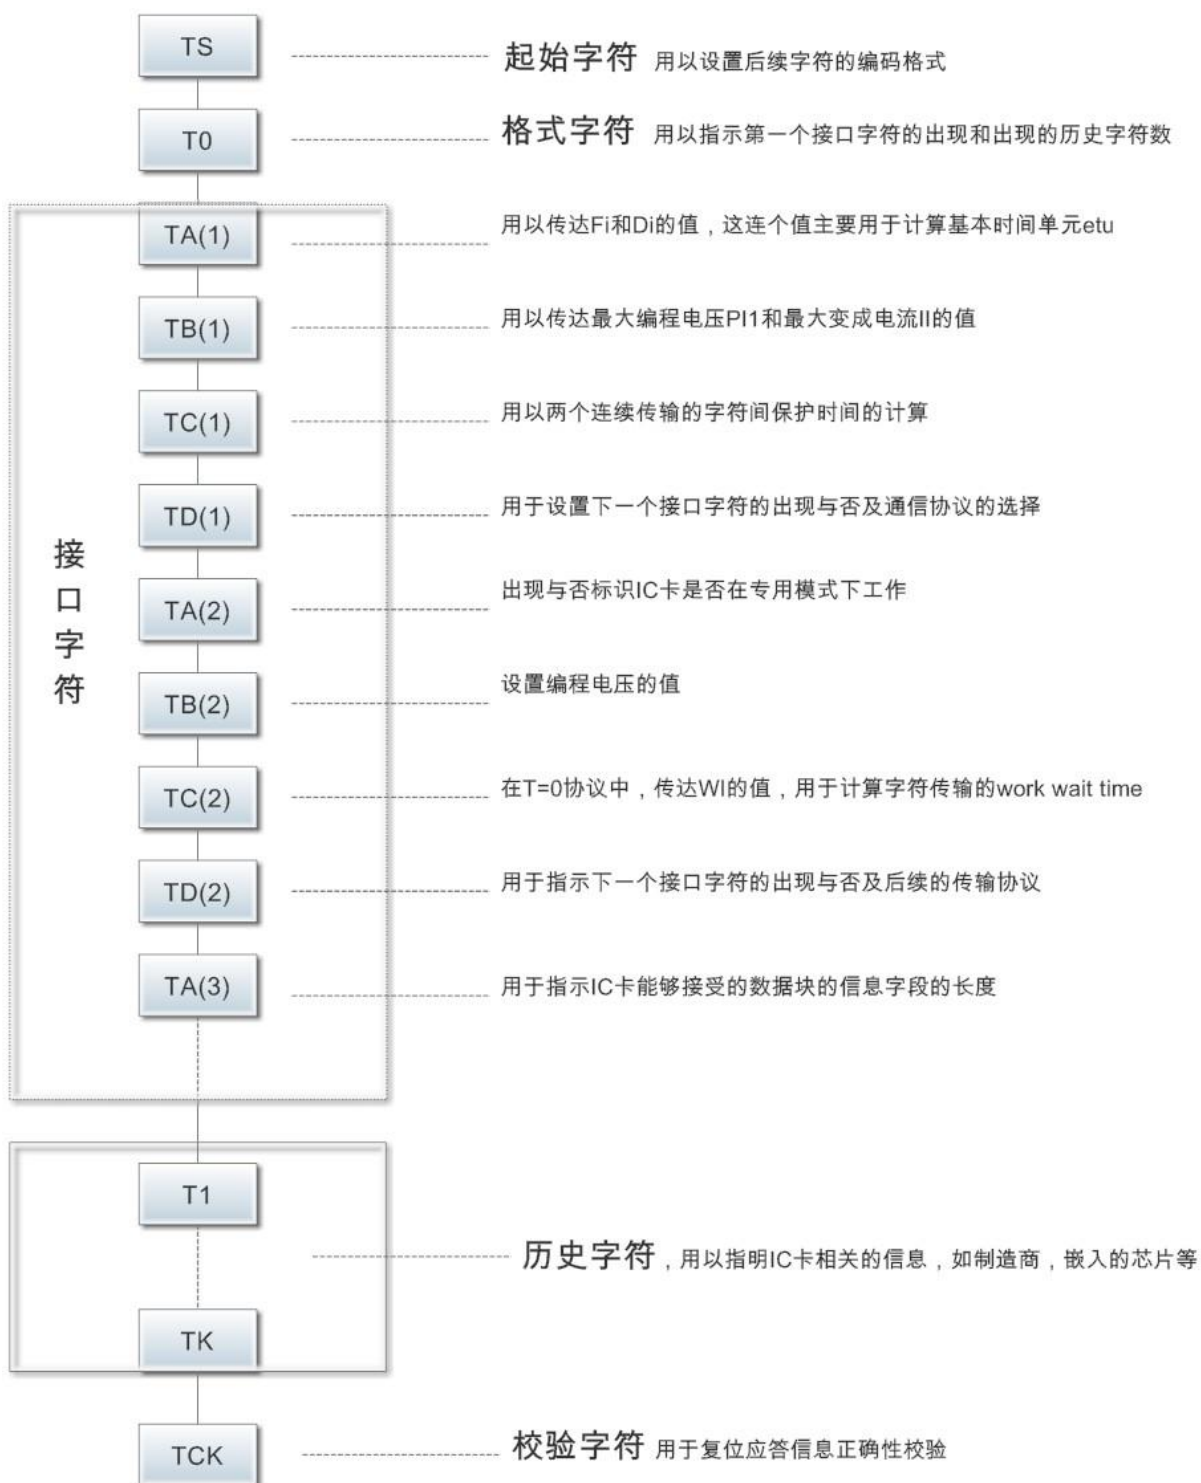 TS 起始字符 用以设置后续字符的编码格式
T0 格式字符 用以指示第一个接口字符的出现和出现的历史字符数
TA(1) 用以传达Fi和Di的值，这连个值主要用于计算基本时间单元etu
TB(1) 用以传达最大编程电压PI1和最大变成电流II的值
TC(1) 用以两个连续传输的字符间保护时间的计算
TD(1) 用于设置下一个接口字符的出现与否及通信协议的选择
接口字符
TA(2) 出现与否标识IC卡是否在专用模式下工作
TB(2) 设置编程电压的值
TC(2) 在T=0协议中，传达WI的值，用于计算字符传输的work wait time
TD(2) 用于指示下一个接口字符的出现与否及后续的传输协议
TA(3) 用于指示IC卡能够接受的数据块的信息字段的长度
T1
历史字符，用以指明IC卡相关的信息，如制造商，嵌入的芯片等
TK
TCK 校验字符 用于复位应答信息正确性校验